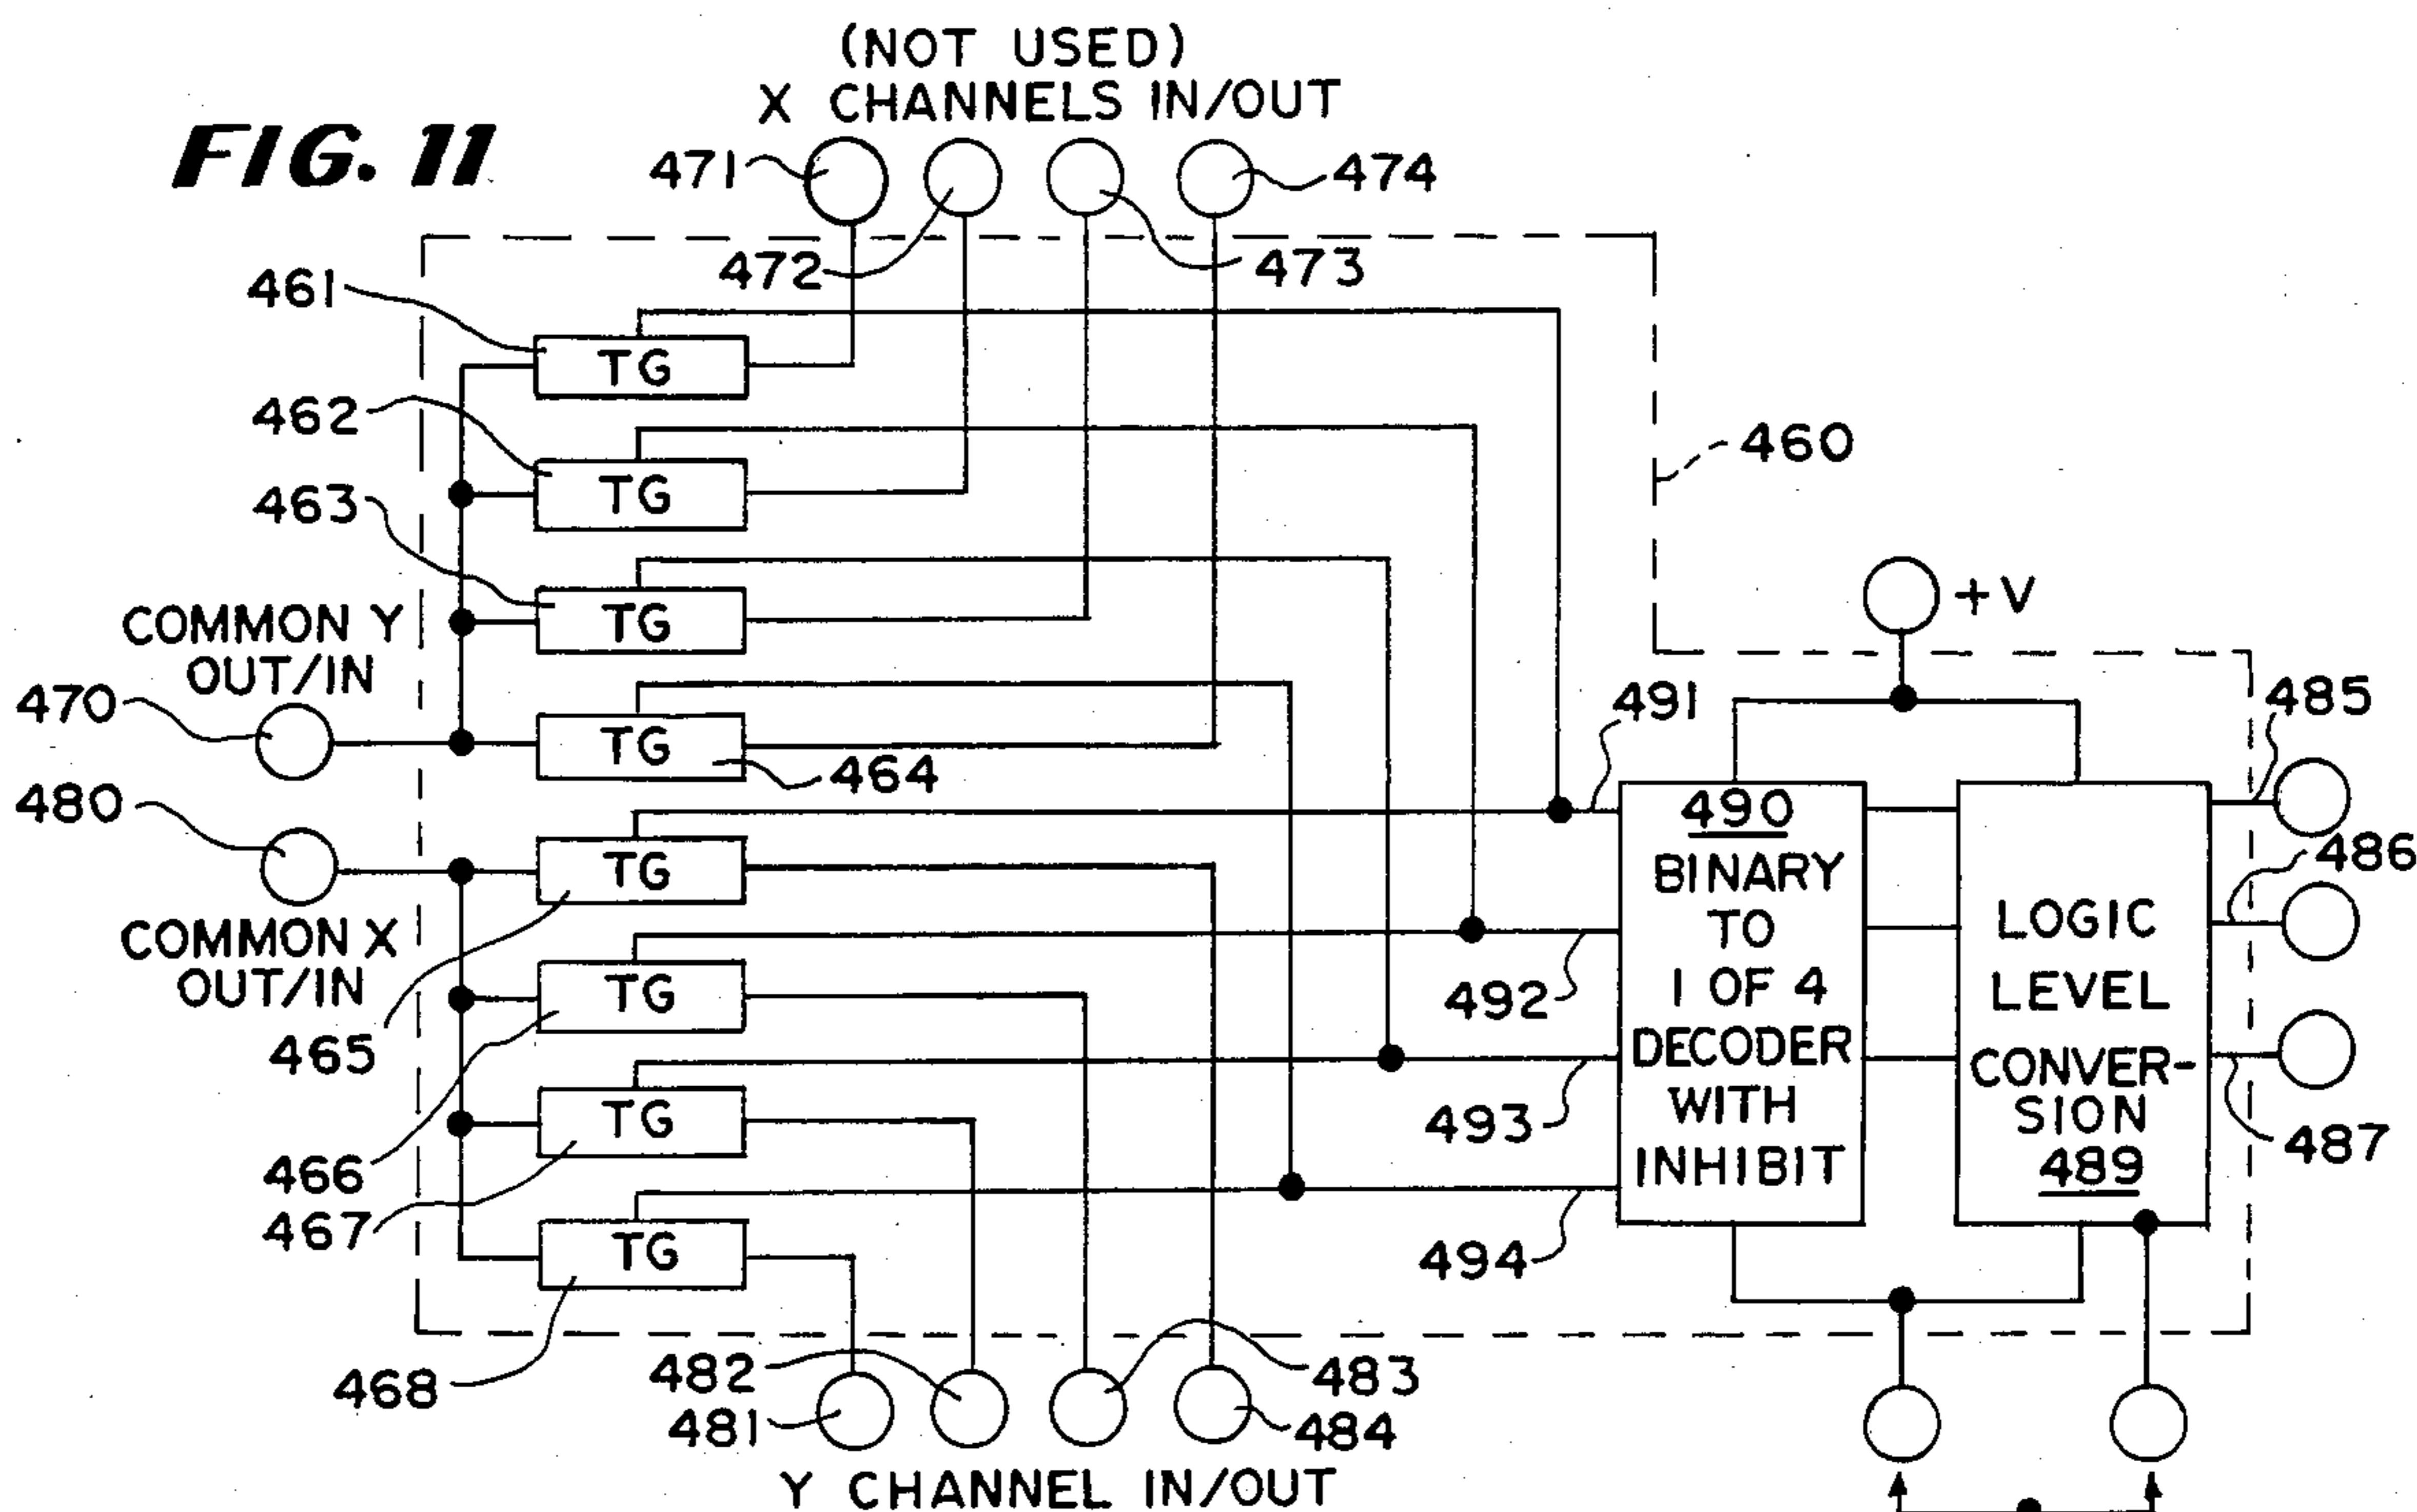 (NOT USED)
X CHANNELS IN/OUT
FIG. 11
471
474
472
473
461
462
460
463
+V
COMMON Y
OUT/IN
470
485
491
464
480
490
BINARY
TO
1 OF 4
DECODER
WITH
INHIBIT
486
LOGIC
LEVEL
CONVER-
SION
489
COMMON X
OUT/IN
492
465
493
487
466
467
494
468
482
483
481
484
Y CHANNEL IN/OUT
TG
TG
TG
TG
TG
TG
TG
TG